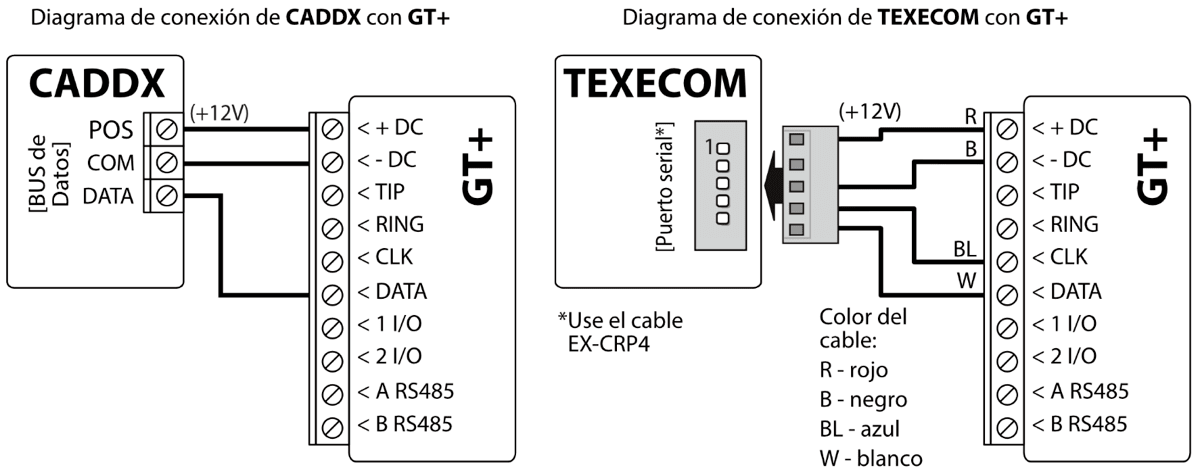 Diagrama de conexión de CADDX con GT+
CADDX
[BUS de
Datos]
POS
COM
DATA
(+12V)
< + DC
< - DC
< TIP
< RING
< CLK
< DATA
< 1 I/O
< 2 I/O
< A RS485
< B RS485
GT+
Diagrama de conexión de TEXECOM con GT+
TEXECOM
[Puerto serial*]
1
(+12V)
R
B
BL
W
< + DC
< - DC
< TIP
< RING
< CLK
< DATA
< 1 I/O
< 2 I/O
< A RS485
< B RS485
GT+
*Use el cable
EX-CRP4
Color del
cable:
R - rojo
B - negro
BL - azul
W - blanco